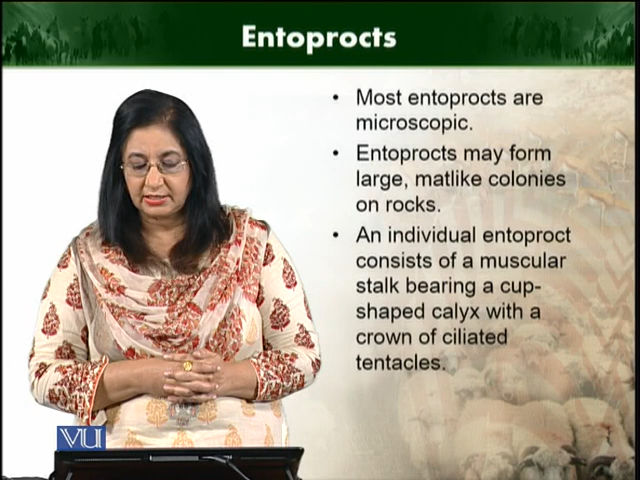 Entoprocts
• Most entoprocts are
microscopic.
• Entoprocts may form
large, matlike colonies
on rocks.
• An individual entoproct
consists of a muscular
stalk bearing a cup-
shaped calyx with a
crown of ciliated
tentacles.
VU